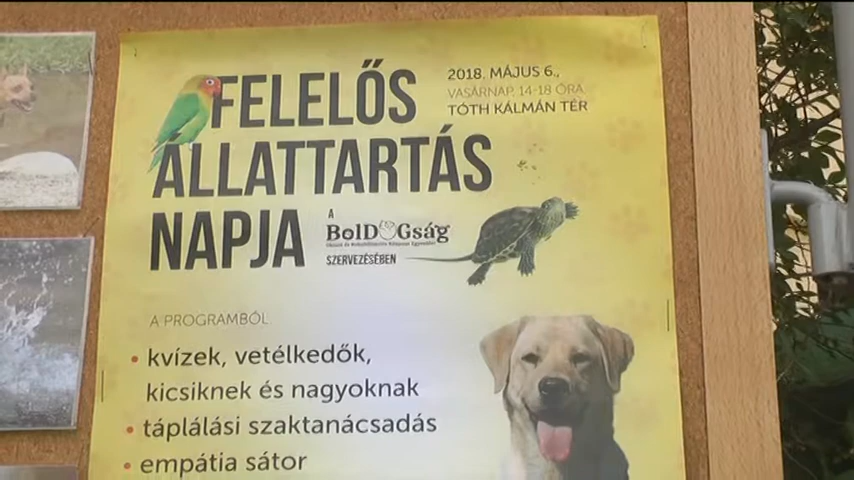 FELELŐS
ÁLLATTARTÁS
NAPJA
2018. MÁJUS 6.,
VASÁRNAP, 14-18 ÓRA
TÓTH KÁLMÁN TÉR
A
BolDOGság
SZERVEZÉSÉBEN
A PROGRAMBÓL
• kvízek, vetélkedők,
kicsiknek és nagyoknak
• táplálási szaktanácsadás
• empátia sátor